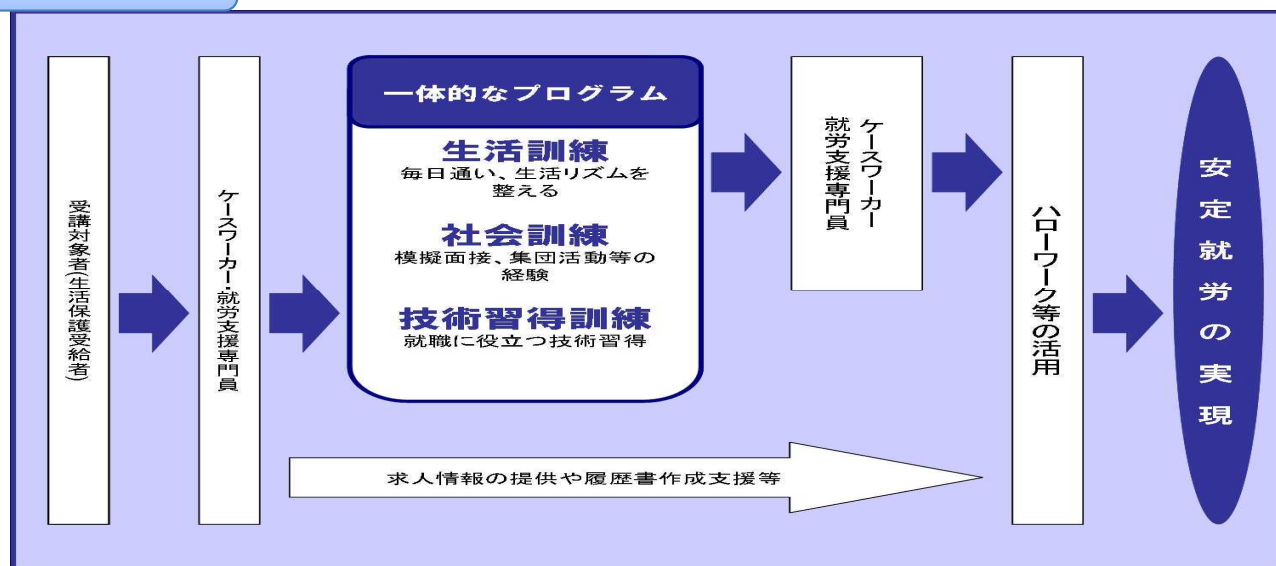 受講対象者(生活保護受給者)
ケースワーカー・就労支援専門員
一体的なプログラム
生活訓練
毎日通い、生活リズムを
整える
社会訓練
模擬面接、集団活動等の
経験
技術習得訓練
就職に役立つ技術習得
ケースワーカー
就労支援専門員
求人情報の提供や履歴書作成支援等
ハローワーク等の活用
安定就労の実現